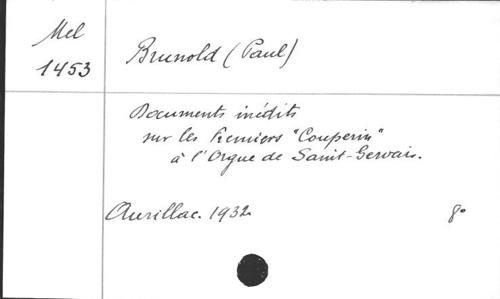 Mel
1453
Brunold (Paul)
Documents inédits
sur les Premiers "Couperin"
à l'Orgue de Saint-Gervais.
Aurillac. 1932
8°